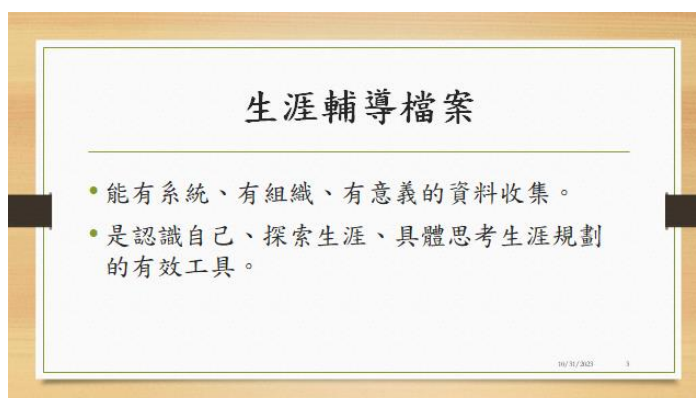 生涯輔導檔案
•能有系統、有組織、有意義的資料收集。
•是認識自己、探索生涯、具體思考生涯規劃
的有效工具。
10/31/2023 3